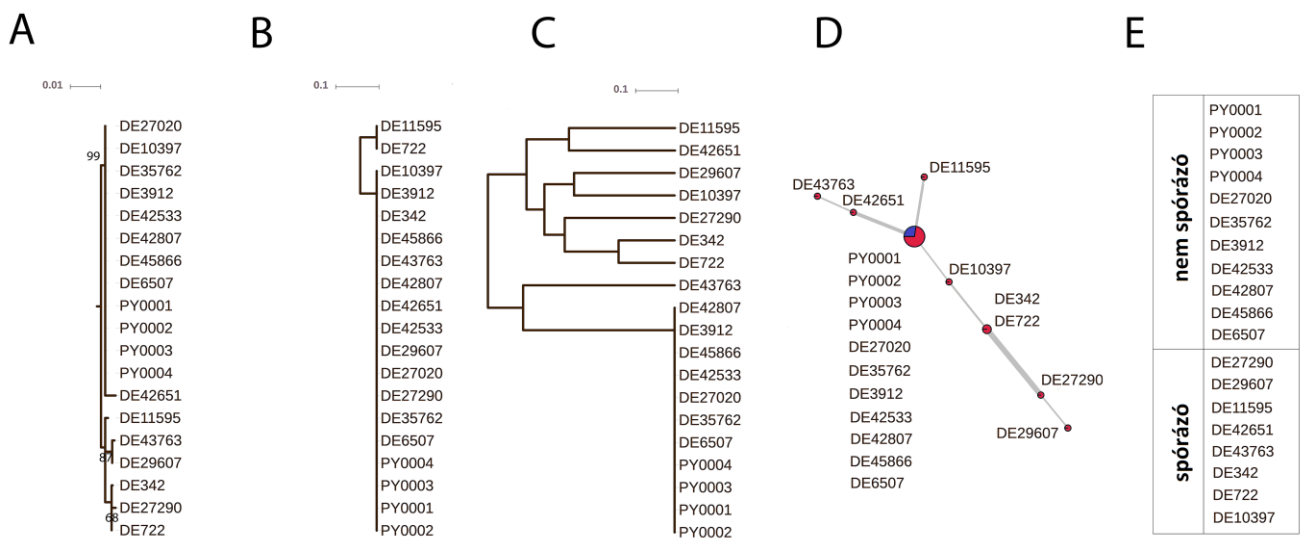 A
B
C
D
E
0.01
DE27020
99
DE10397
DE35762
DE3912
DE42533
DE42807
DE45866
DE6507
PY0001
PY0002
PY0003
PY0004
DE42651
DE11595
DE43763
87
DE29607
DE342
DE27290
68
DE722
0.1
DE11595
DE722
DE10397
DE3912
DE342
DE45866
DE43763
DE42807
DE42651
DE42533
DE29607
DE27020
DE27290
DE35762
DE6507
PY0004
PY0003
PY0001
PY0002
0.1
DE11595
DE42651
DE29607
DE10397
DE27290
DE342
DE722
DE43763
DE42807
DE3912
DE45866
DE42533
DE27020
DE35762
DE6507
PY0004
PY0003
PY0001
PY0002
DE11595
DE43763
DE42651
DE10397
DE342
DE722
DE27290
DE29607
PY0001
PY0002
PY0003
PY0004
DE27020
DE35762
DE3912
DE42533
DE42807
DE45866
DE6507
nem spórázó
PY0001
PY0002
PY0003
PY0004
DE27020
DE35762
DE3912
DE42533
DE42807
DE45866
DE6507
spórázó
DE27290
DE29607
DE11595
DE42651
DE43763
DE342
DE722
DE10397